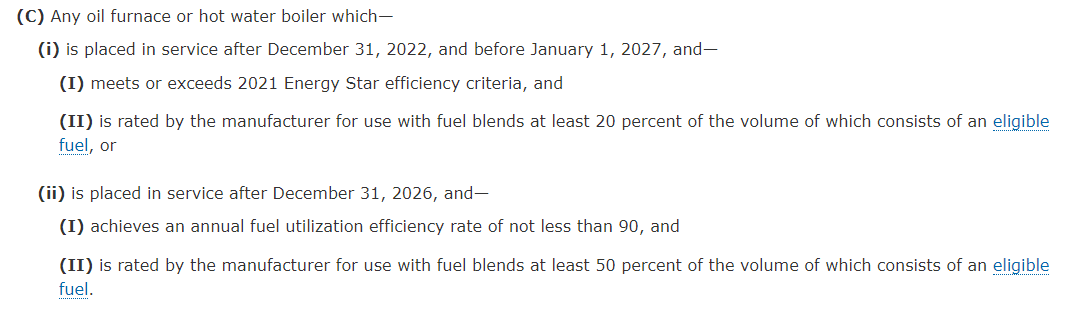 (C) Any oil furnace or hot water boiler which—
(i) is placed in service after December 31, 2022, and before January 1, 2027, and—
(I) meets or exceeds 2021 Energy Star efficiency criteria, and
(II) is rated by the manufacturer for use with fuel blends at least 20 percent of the volume of which consists of an eligible
fuel, or
(ii) is placed in service after December 31, 2026, and—
(I) achieves an annual fuel utilization efficiency rate of not less than 90, and
(II) is rated by the manufacturer for use with fuel blends at least 50 percent of the volume of which consists of an eligible
fuel.